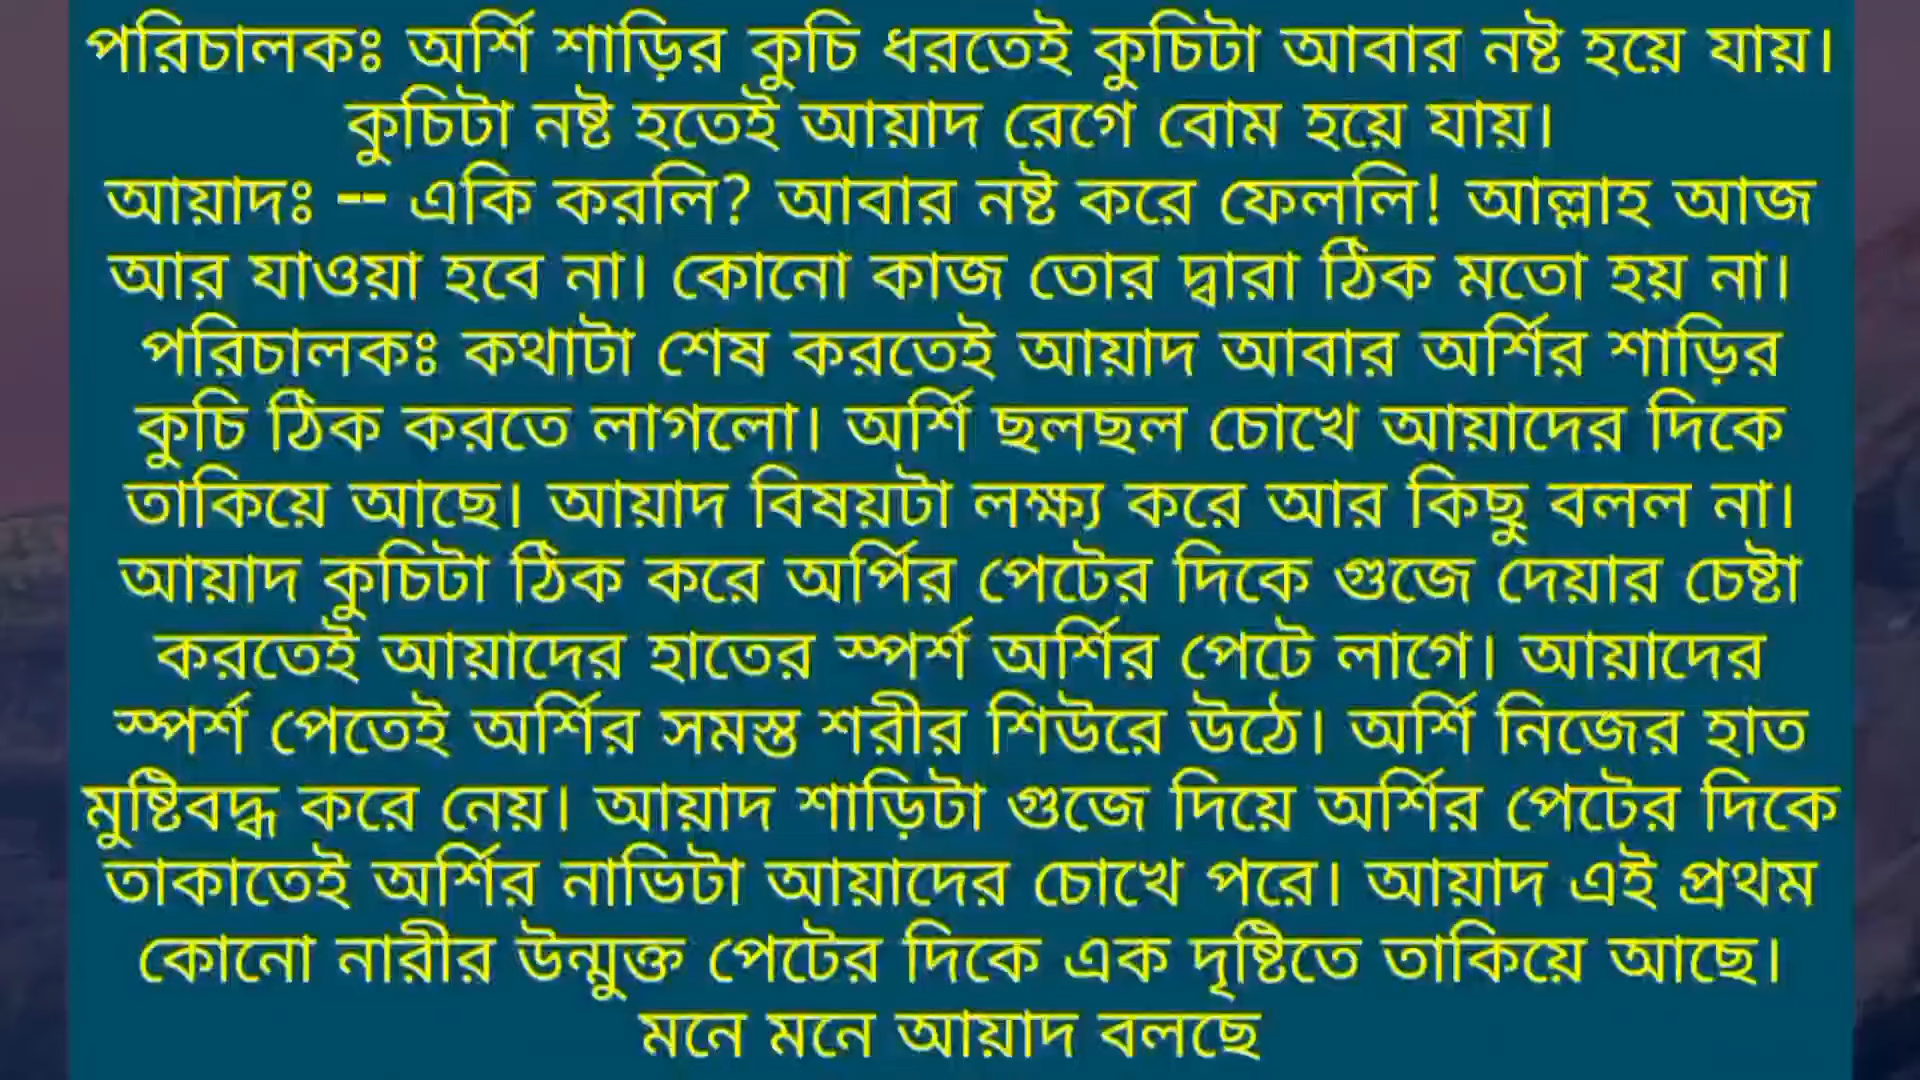 পরিচালকঃ অর্শি শাড়ির কুচি ধরতেই কুচিটা আবার নষ্ট হয়ে যায়।
কুচিটা নষ্ট হতেই আয়াদ রেগে বোম হয়ে যায়।
আয়াদঃ -- একি করলি? আবার নষ্ট করে ফেললি! আল্লাহ আজ
আর যাওয়া হবে না। কোনো কাজ তোর দ্বারা ঠিক মতো হয় না।
পরিচালকঃ কথাটা শেষ করতেই আয়াদ আবার অর্শির শাড়ির
কুচি ঠিক করতে লাগলো। অর্শি ছলছল চোখে আয়াদের দিকে
তাকিয়ে আছে। আয়াদ বিষয়টা লক্ষ্য করে আর কিছু বলল না।
আয়াদ কুচিটা ঠিক করে অর্পির পেটের দিকে গুজে দেয়ার চেষ্টা
করতেই আয়াদের হাতের স্পর্শ অর্শির পেটে লাগে। আয়াদের
স্পর্শ পেতেই অর্শির সমস্ত শরীর শিউরে উঠে। অর্শি নিজের হাত
মুষ্টিবদ্ধ করে নেয়। আয়াদ শাড়িটা গুজে দিয়ে অর্শির পেটের দিকে
তাকাতেই অর্শির নাভিটা আয়াদের চোখে পরে। আয়াদ এই প্রথম
কোনো নারীর উন্মুক্ত পেটের দিকে এক দৃষ্টিতে তাকিয়ে আছে।
মনে মনে আয়াদ বলছে